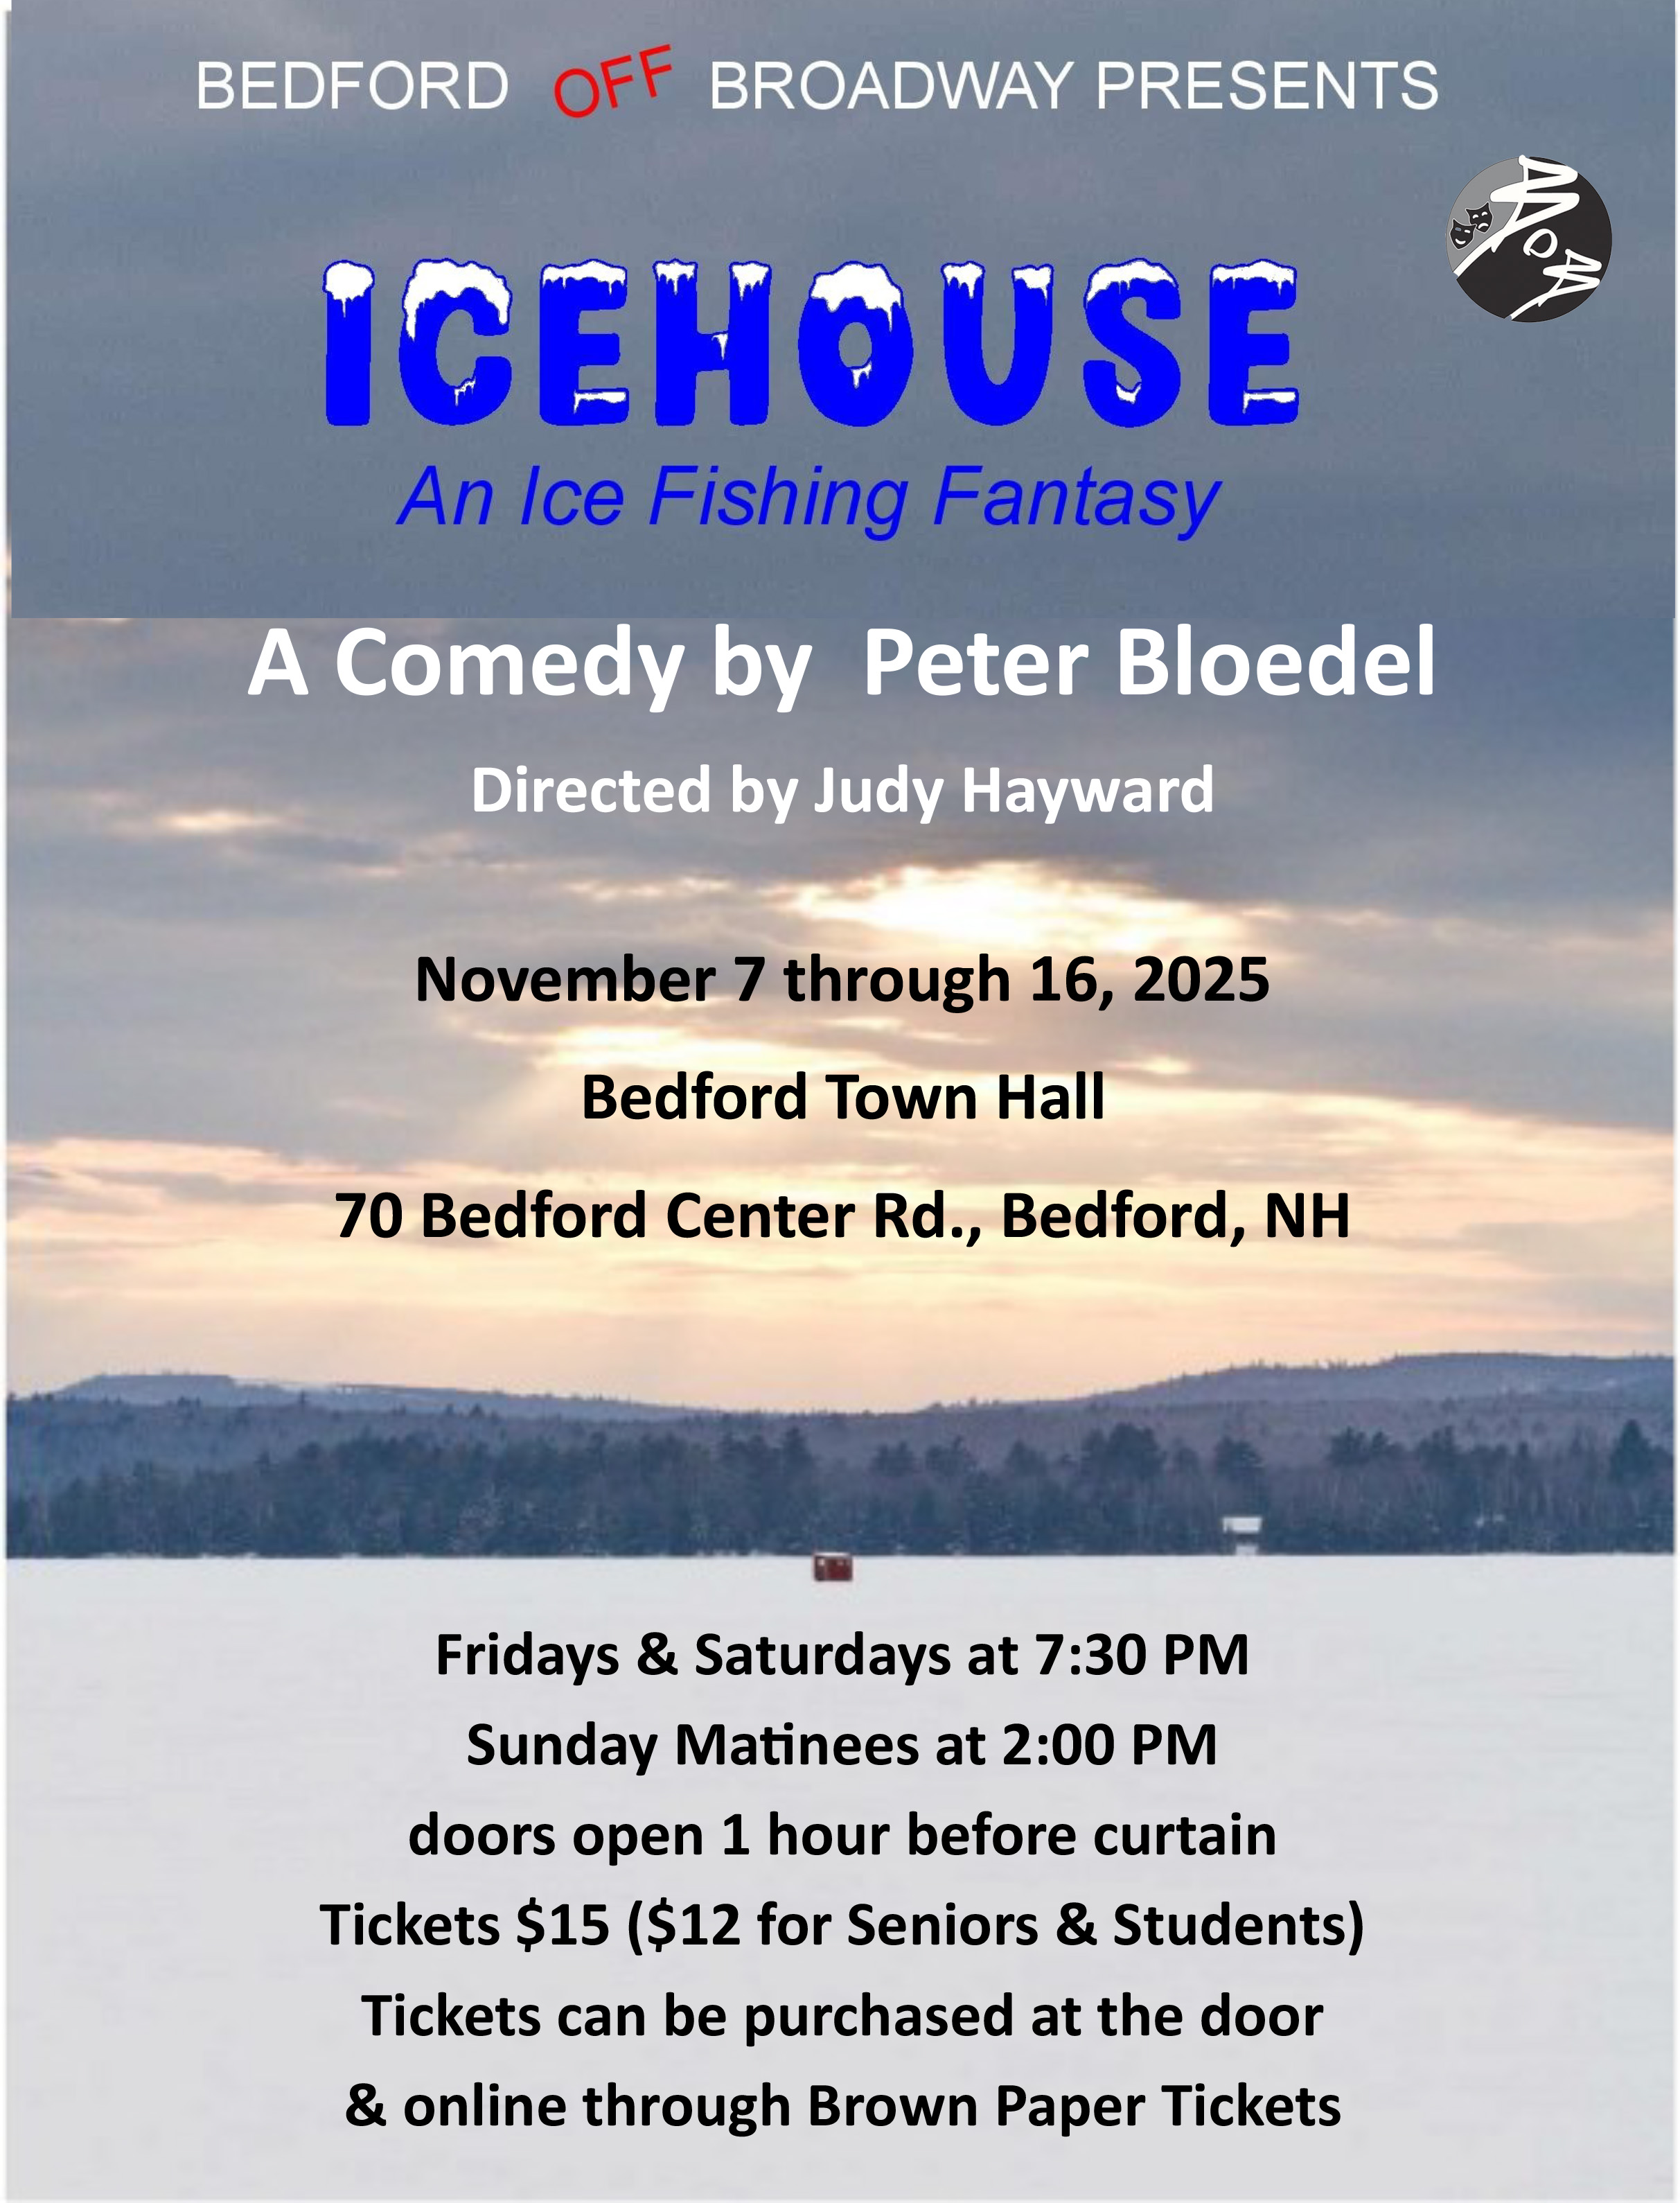 BEDFORD OFF BROADWAY PRESENTS
BOB
ICEHOUSE
An Ice Fishing Fantasy
A Comedy by  Peter Bloedel
Directed by Judy Hayward
November 7 through 16, 2025
Bedford Town Hall
70 Bedford Center Rd., Bedford, NH
Fridays & Saturdays at 7:30 PM
Sunday Matinees at 2:00 PM
doors open 1 hour before curtain
Tickets $15 ($12 for Seniors & Students)
Tickets can be purchased at the door
& online through Brown Paper Tickets